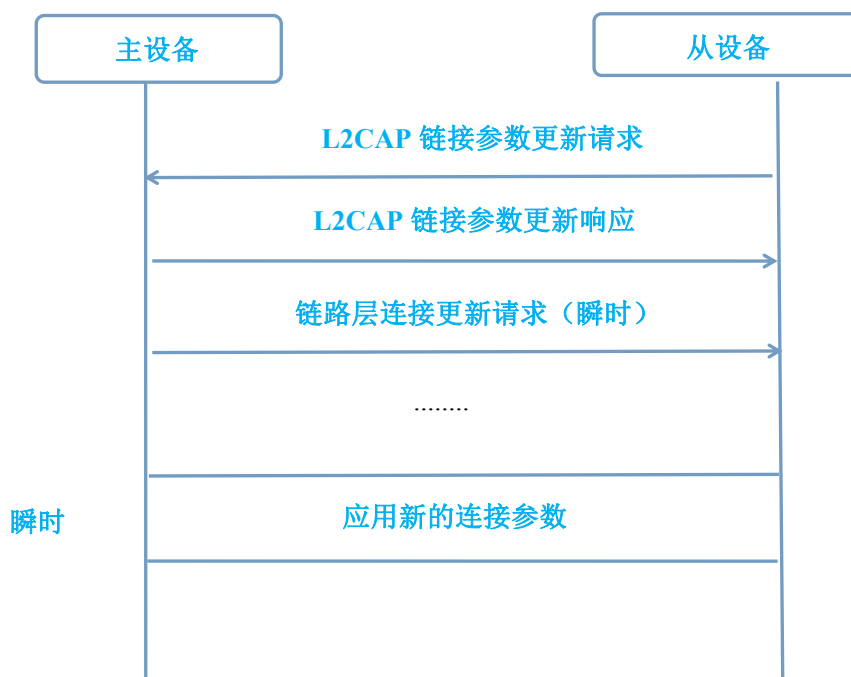 主设备
从设备
L2CAP 链接参数更新请求
L2CAP 链接参数更新响应
链路层连接更新请求（瞬时）
........
瞬时
应用新的连接参数